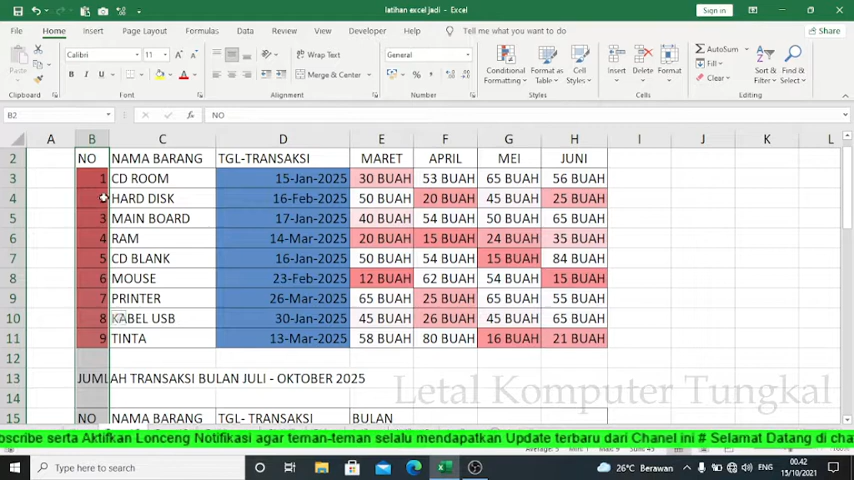 latihan excel jadi - Excel
Sign in
File Home Insert Draw Page Layout Formulas Data Review View Help Tell me what you want to do Share
Calibri 11 Wrap Text General AutoSum
Paste Conditional Format as Cell Insert Delete Format Fill Sort & Find &
B I U Merge & Center Formatting Table Styles Clear Filter Select
Clipboard Font Alignment Number Styles Cells Editing
B2 NO
A B C D E F G H I J K L
2 NO NAMA BARANG TGL-TRANSAKSI MARET APRIL MEI JUNI
3 1 CD ROOM 15-Jan-2025 30 BUAH 53 BUAH 65 BUAH 56 BUAH
4 HARD DISK 16-Feb-2025 50 BUAH 20 BUAH 45 BUAH 25 BUAH
5 3 MAIN BOARD 17-Jan-2025 40 BUAH 54 BUAH 50 BUAH 65 BUAH
6 4 RAM 14-Mar-2025 20 BUAH 15 BUAH 24 BUAH 35 BUAH
7 5 CD BLANK 16-Jan-2025 50 BUAH 54 BUAH 15 BUAH 84 BUAH
8 6 MOUSE 23-Feb-2025 12 BUAH 62 BUAH 54 BUAH 15 BUAH
9 7 PRINTER 26-Mar-2025 65 BUAH 25 BUAH 65 BUAH 55 BUAH
10 8 KABEL USB 30-Jan-2025 45 BUAH 26 BUAH 45 BUAH 65 BUAH
11 9 TINTA 13-Mar-2025 58 BUAH 80 BUAH 16 BUAH 21 BUAH
12
13 JUMLAH TRANSAKSI BULAN JULI - OKTOBER 2025
14
Letal Komputer Tungkal
15 NO NAMA BARANG TGL- TRANSAKSI BULAN
oscribe serta Aktifkan Lonceng Notifikasi agar teman-teman selalu mendapatkan Update terbaru dari Chanel ini # Selamat Datang di cha
Type here to search
26°C Berawan
ENG
00.42
15/10/2021